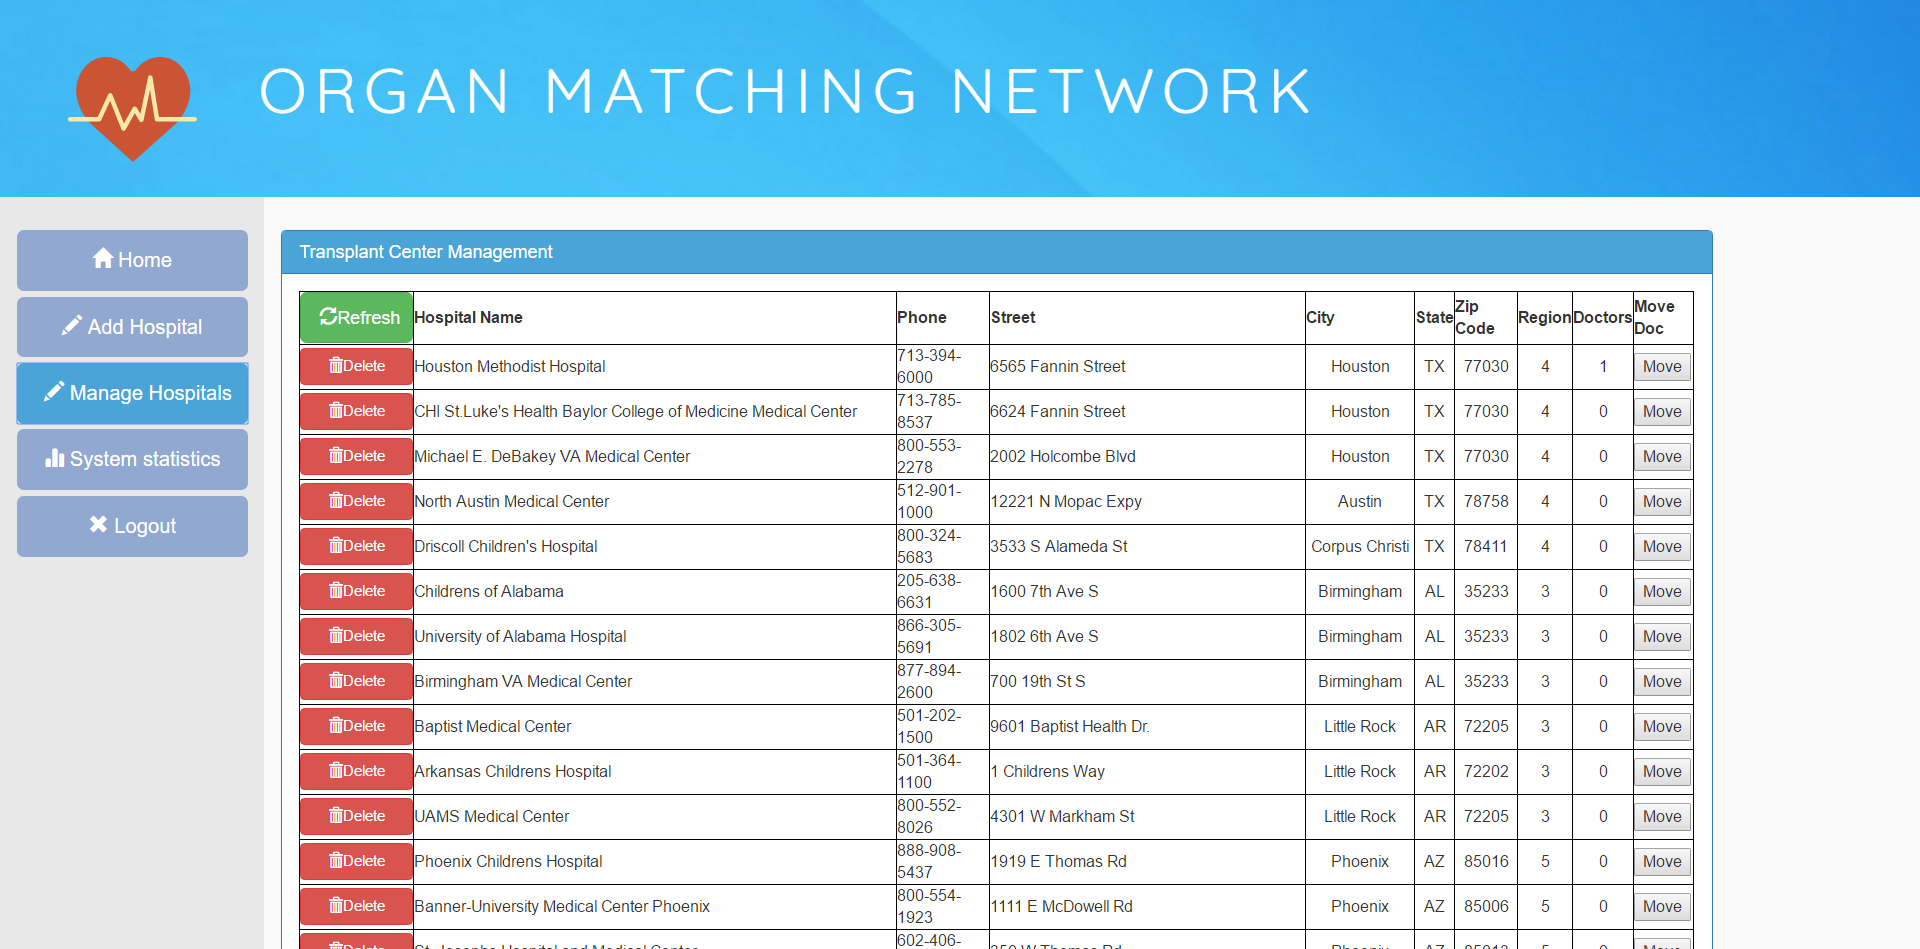 ORGAN MATCHING NETWORK
Home
Add Hospital
Manage Hospitals
System statistics
Logout
Transplant Center Management
Refresh Hospital Name Phone Street City State Zip Code Region Doctors Move Doc
Delete Houston Methodist Hospital 713-394-6000 6565 Fannin Street Houston TX 77030 4 1 Move
Delete CHI St.Luke's Health Baylor College of Medicine Medical Center 713-785-8537 6624 Fannin Street Houston TX 77030 4 0 Move
Delete Michael E. DeBakey VA Medical Center 800-553-2278 2002 Holcombe Blvd Houston TX 77030 4 0 Move
Delete North Austin Medical Center 512-901-1000 12221 N Mopac Expy Austin TX 78758 4 0 Move
Delete Driscoll Children's Hospital 800-324-5683 3533 S Alameda St Corpus Christi TX 78411 4 0 Move
Delete Childrens of Alabama 205-638-6631 1600 7th Ave S Birmingham AL 35233 3 0 Move
Delete University of Alabama Hospital 866-305-5691 1802 6th Ave S Birmingham AL 35233 3 0 Move
Delete Birmingham VA Medical Center 877-894-2600 700 19th St S Birmingham AL 35233 3 0 Move
Delete Baptist Medical Center 501-202-1500 9601 Baptist Health Dr. Little Rock AR 72205 3 0 Move
Delete Arkansas Childrens Hospital 501-364-1100 1 Childrens Way Little Rock AR 72202 3 0 Move
Delete UAMS Medical Center 800-552-8026 4301 W Markham St Little Rock AR 72205 3 0 Move
Delete Phoenix Childrens Hospital 888-908-5437 1919 E Thomas Rd Phoenix AZ 85016 5 0 Move
Delete Banner-University Medical Center Phoenix 800-554-1923 1111 E McDowell Rd Phoenix AZ 85006 5 0 Move
602-406-